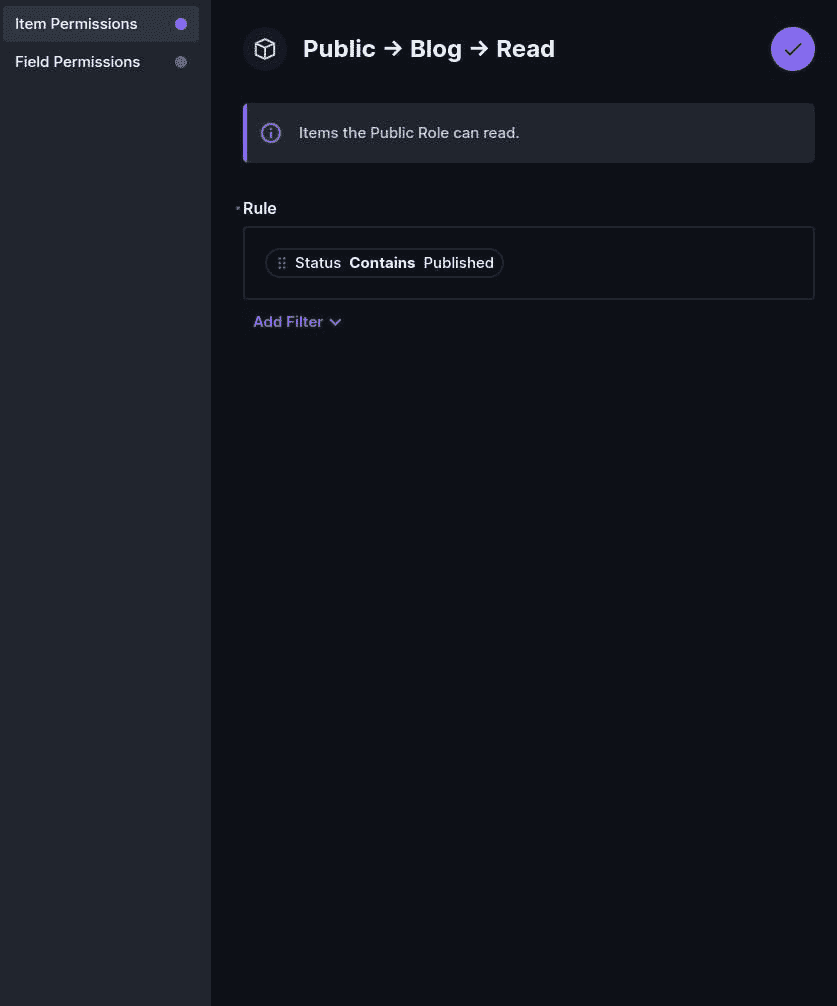 Item Permissions
Field Permissions
Public → Blog → Read
Items the Public Role can read.
Rule
Status Contains Published
Add Filter